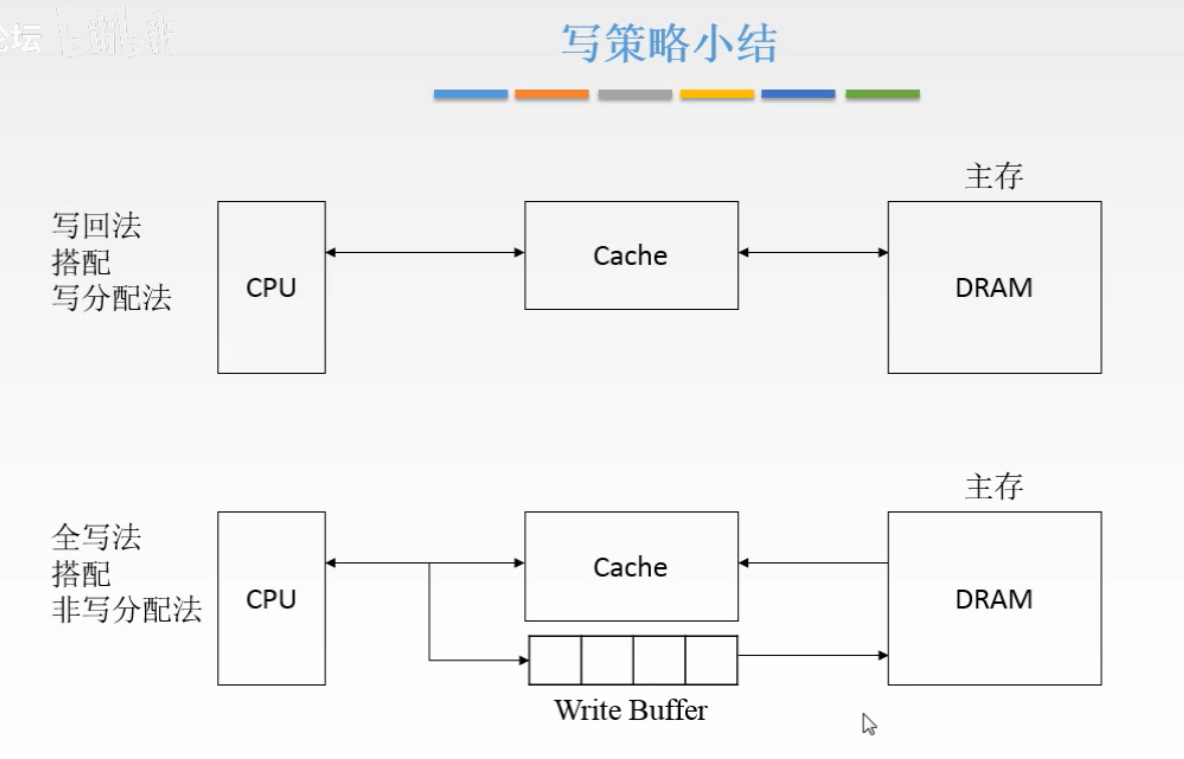 论坛
写策略小结
主存
写回法
搭配
写分配法
CPU
Cache
DRAM
主存
全写法
搭配
非写分配法
CPU
Cache
DRAM
Write Buffer